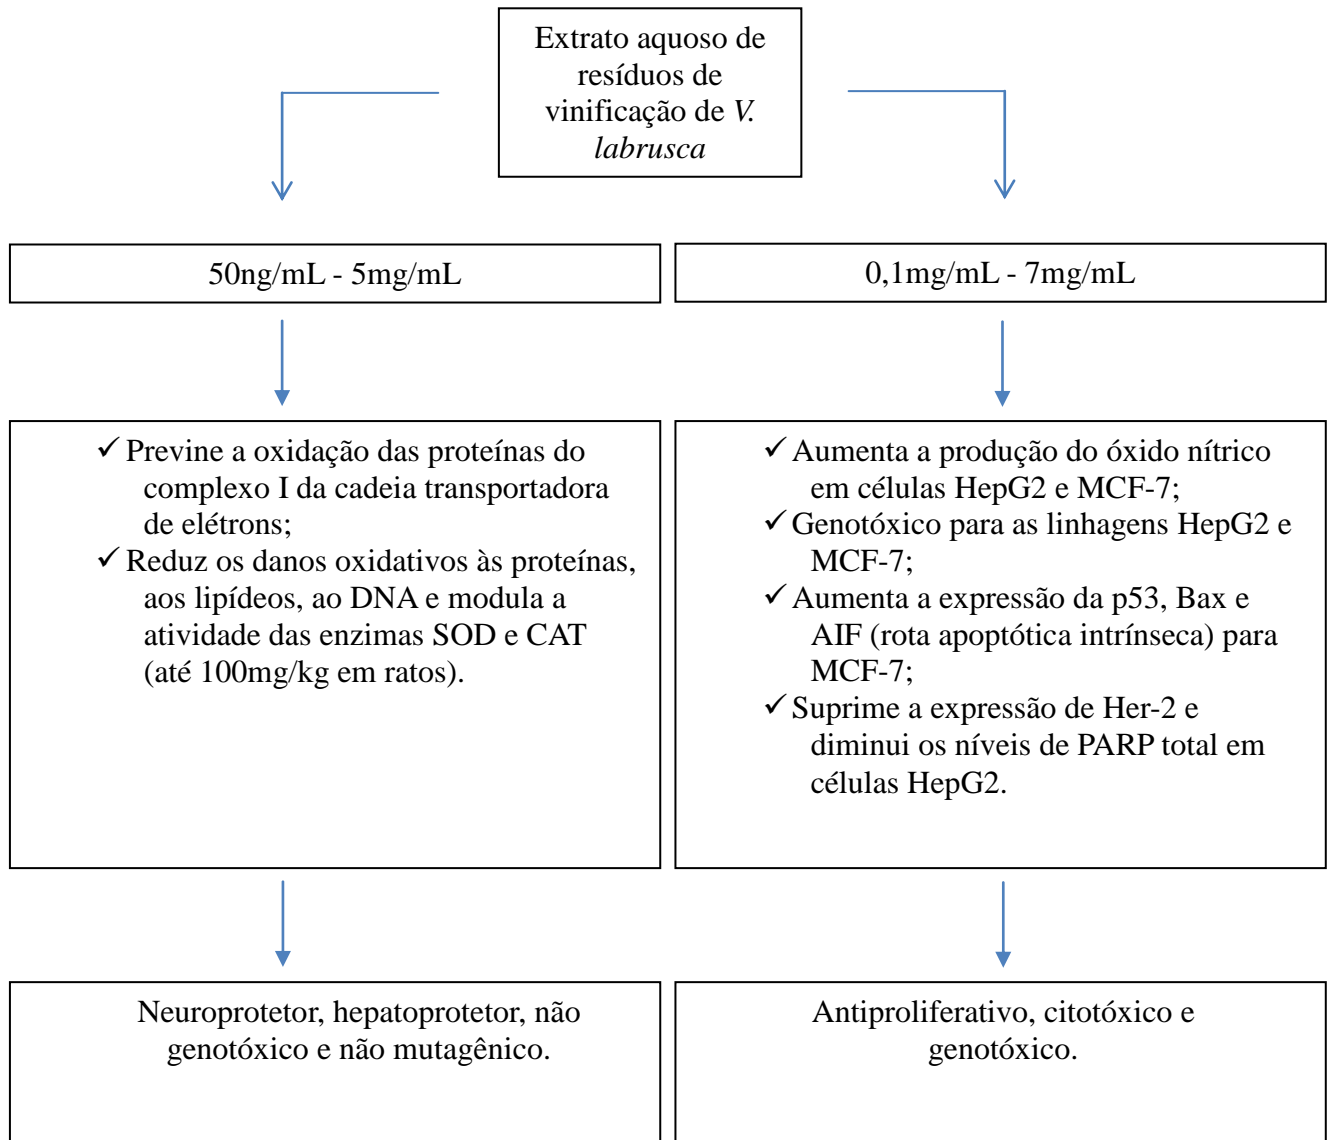 Extrato aquoso de
resíduos de
vinificação de V.
labrusca
50ng/mL - 5mg/mL
0,1mg/mL - 7mg/mL
✓ Previne a oxidação das proteínas do
complexo I da cadeia transportadora
de elétrons;
✓ Reduz os danos oxidativos às proteínas,
aos lipídeos, ao DNA e modula a
atividade das enzimas SOD e CAT
(até 100mg/kg em ratos).
✓ Aumenta a produção do óxido nítrico
em células HepG2 e MCF-7;
✓ Genotóxico para as linhagens HepG2 e
MCF-7;
✓ Aumenta a expressão da p53, Bax e
AIF (rota apoptótica intrínseca) para
MCF-7;
✓ Suprime a expressão de Her-2 e
diminui os níveis de PARP total em
células HepG2.
Neuroprotetor, hepatoprotetor, não
genotóxico e não mutagênico.
Antiproliferativo, citotóxico e
genotóxico.